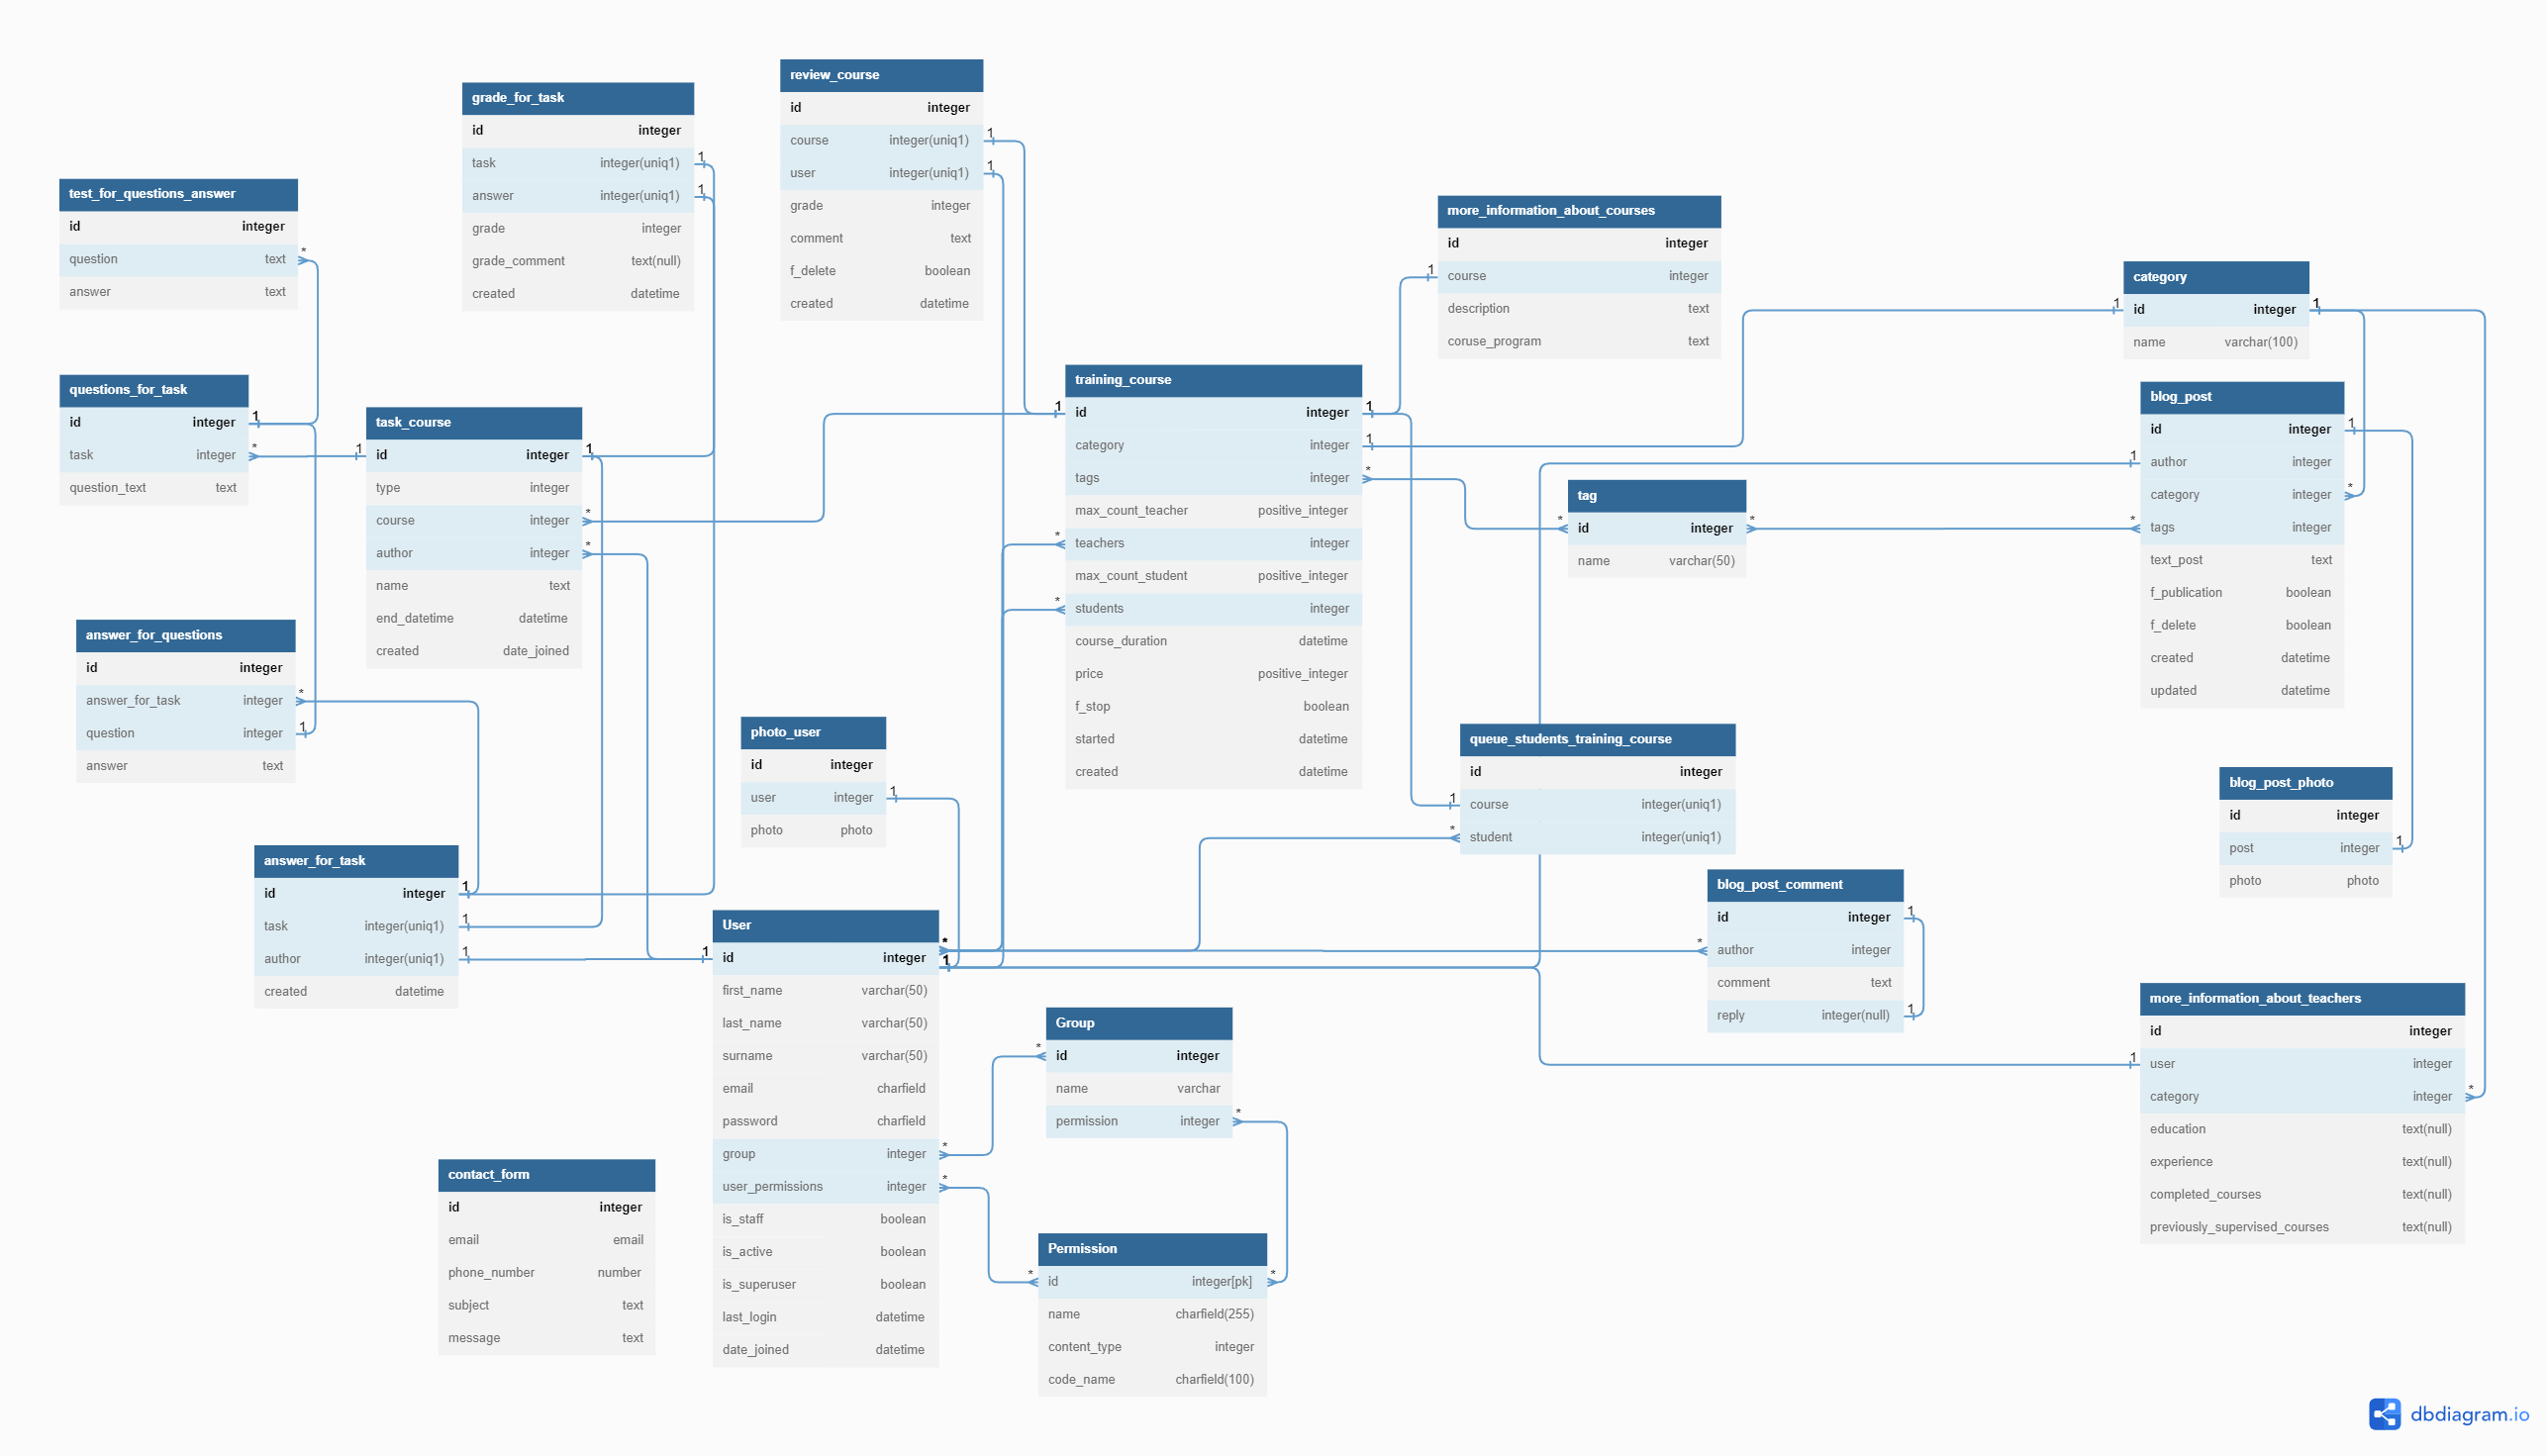 review_course
id integer
course integer(uniq1)
user integer(uniq1)
grade integer
comment text
f_delete boolean
created datetime
grade_for_task
id integer
task integer(uniq1)
answer integer(uniq1)
grade integer
grade_comment text(null)
created datetime
test_for_questions_answer
id integer
question text
answer text
more_information_about_courses
id integer
course integer
description text
coruse_program text
category
id integer
name varchar(100)
training_course
id integer
category integer
tags integer
max_count_teacher positive_integer
teachers integer
max_count_student positive_integer
students integer
course_duration datetime
price positive_integer
f_stop boolean
started datetime
created datetime
questions_for_task
id integer
task integer
question_text text
blog_post
id integer
author integer
category integer
tags integer
text_post text
f_publication boolean
f_delete boolean
created datetime
updated datetime
task_course
id integer
type integer
course integer
author integer
name text
end_datetime datetime
created date_joined
tag
id integer
name varchar(50)
answer_for_questions
id integer
answer_for_task integer
question integer
answer text
photo_user
id integer
user integer
photo photo
queue_students_training_course
id integer
course integer(uniq1)
student integer(uniq1)
blog_post_photo
id integer
post integer
photo photo
answer_for_task
id integer
task integer(uniq1)
author integer(uniq1)
created datetime
blog_post_comment
id integer
author integer
comment text
reply integer(null)
User
id integer
first_name varchar(50)
last_name varchar(50)
surname varchar(50)
email charfield
password charfield
group integer
user_permissions integer
is_staff boolean
is_active boolean
is_superuser boolean
last_login datetime
date_joined datetime
more_information_about_teachers
id integer
user integer
category integer
education text(null)
experience text(null)
completed_courses text(null)
previously_supervised_courses text(null)
Group
id integer
name varchar
permission integer
contact_form
id integer
email email
phone_number number
subject text
message text
Permission
id integer[pk]
name charfield(255)
content_type integer
code_name charfield(100)
dbdiagram.io